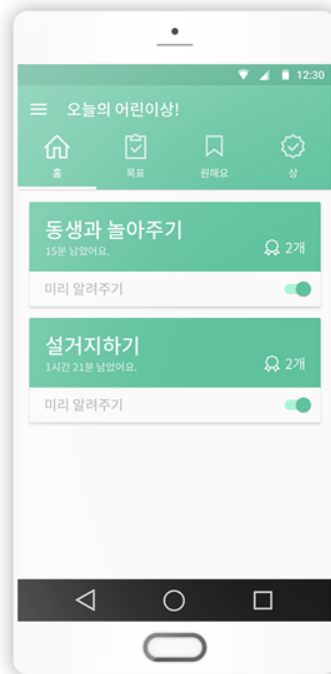 12:30
오늘의 어린이상!
홈
목표
원해요
상
동생과 놀아주기
15분 남았어요.
2개
미리 알려주기
설거지하기
1시간 21분 남았어요.
2개
미리 알려주기